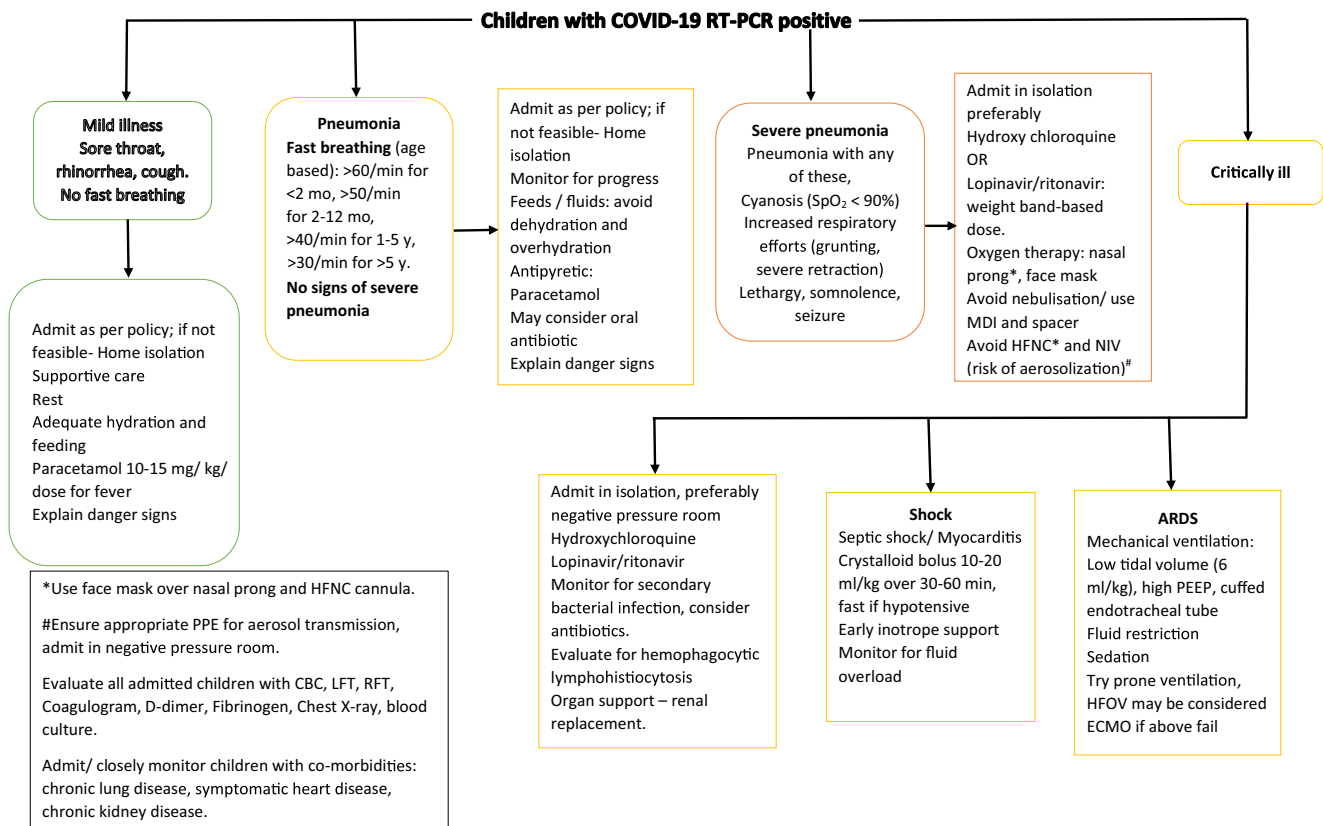 Children with COVID-19 RT-PCR positive
Mild illness
Sore throat,
rhinorrhea, cough.
No fast breathing
Admit as per policy; if not
feasible- Home isolation
Supportive care
Rest
Adequate hydration and
feeding
Paracetamol 10-15 mg/ kg/
dose for fever
Explain danger signs
Pneumonia
Fast breathing (age
based): >60/min for
<2 mo, >50/min
for 2-12 mo,
>40/min for 1-5 y,
>30/min for >5 y.
No signs of severe
pneumonia
Admit as per policy; if
not feasible- Home
isolation
Monitor for progress
Feeds / fluids: avoid
dehydration and
overhydration
Antipyretic:
Paracetamol
May consider oral
antibiotic
Explain danger signs
Severe pneumonia
Pneumonia with any
of these,
Cyanosis (SpO₂ < 90%)
Increased respiratory
efforts (grunting,
severe retraction)
Lethargy, somnolence,
seizure
Admit in isolation
preferably
Hydroxy chloroquine
OR
Lopinavir/ritonavir:
weight band-based
dose.
Oxygen therapy: nasal
prong*, face mask
Avoid nebulisation/ use
MDI and spacer
Avoid HFNC* and NIV
(risk of aerosolization)#
Critically ill
Admit in isolation, preferably
negative pressure room
Hydroxychloroquine
Lopinavir/ritonavir
Monitor for secondary
bacterial infection, consider
antibiotics.
Evaluate for hemophagocytic
lymphohistiocytosis
Organ support – renal
replacement.
Shock
Septic shock/ Myocarditis
Crystalloid bolus 10-20
ml/kg over 30-60 min,
fast if hypotensive
Early inotrope support
Monitor for fluid
overload
ARDS
Mechanical ventilation:
Low tidal volume (6
ml/kg), high PEEP, cuffed
endotracheal tube
Fluid restriction
Sedation
Try prone ventilation,
HFOV may be considered
ECMO if above fail
*Use face mask over nasal prong and HFNC cannula.
#Ensure appropriate PPE for aerosol transmission,
admit in negative pressure room.
Evaluate all admitted children with CBC, LFT, RFT,
Coagulogram, D-dimer, Fibrinogen, Chest X-ray, blood
culture.
Admit/ closely monitor children with co-morbidities:
chronic lung disease, symptomatic heart disease,
chronic kidney disease.